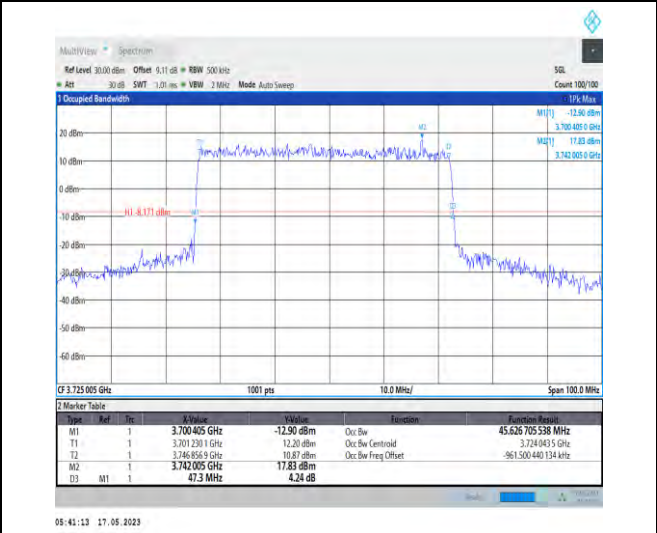 MultiView Spectrum
Ref Level 30.00 dBm Offset 9.11 dB RBW 500 kHz SGL
Att 30 dB SWT 1.01 ms VBW 2 MHz Mode Auto Sweep Count 100/100
1 Occupied Bandwidth 1Pk Max
M1[1] -12.90 dBm
3.700 405 0 GHz
M2[1] 17.83 dBm
3.742 005 0 GHz
M2
20 dBm
10 dBm
0 dBm
-10 dBm
H1 -8.171 dBm
M1
-20 dBm
-30 dBm
-40 dBm
-50 dBm
-60 dBm
CF 3.725 005 GHz 1001 pts 10.0 MHz/ Span 100.0 MHz
2 Marker Table
Type Ref Trc X-Value Y-Value Function Function Result
M1 1 3.700 405 GHz -12.90 dBm Occ Bw 45.626 705 538 MHz
T1 1 3.701 230 1 GHz 12.20 dBm Occ Bw Centroid 3.724 043 5 GHz
T2 1 3.746 856 9 GHz 10.87 dBm Occ Bw Freq Offset -961.500 440 134 kHz
M2 1 3.742 005 GHz 17.83 dBm
D3 M1 1 47.3 MHz 4.24 dB
05:41:13 17.05.2023